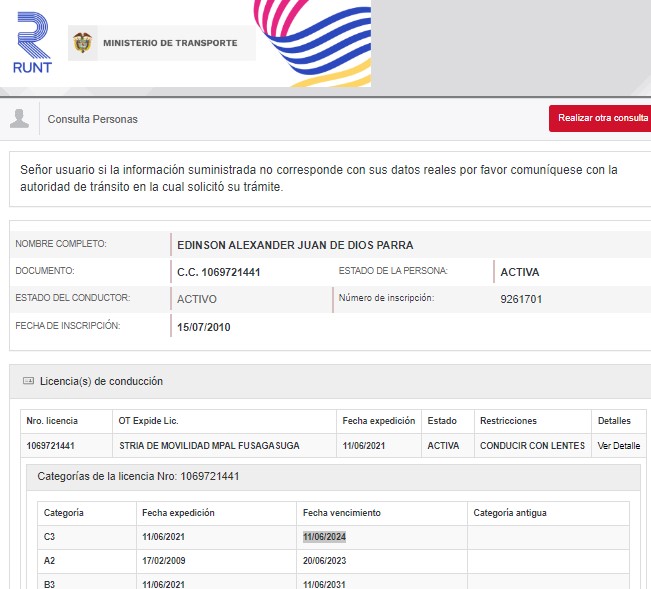 RUNT
MINISTERIO DE TRANSPORTE
Consulta Personas
Realizar otra consulta
Señor usuario si la información suministrada no corresponde con sus datos reales por favor comuníquese con la
autoridad de tránsito en la cual solicitó su trámite.
NOMBRE COMPLETO: EDINSON ALEXANDER JUAN DE DIOS PARRA
DOCUMENTO: C.C. 1069721441 ESTADO DE LA PERSONA: ACTIVA
ESTADO DEL CONDUCTOR: ACTIVO Número de inscripción: 9261701
FECHA DE INSCRIPCIÓN: 15/07/2010
Licencia(s) de conducción
Nro. licencia OT Expide Lic. Fecha expedición Estado Restricciones Detalles
1069721441 STRIA DE MOVILIDAD MPAL FUSAGASUGA 11/06/2021 ACTIVA CONDUCIR CON LENTES Ver Detalle
Categorías de la licencia Nro: 1069721441
Categoría Fecha expedición Fecha vencimiento Categoría antigua
C3 11/06/2021 11/06/2024
A2 17/02/2009 20/06/2023
B3 11/06/2021 11/06/2031